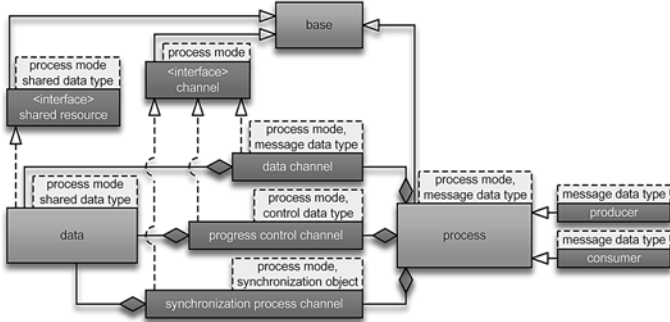 base
process mode
process mode
shared data type
<interface>
channel
<interface>
shared resource
process mode,
message data type
data channel
process mode
shared data type
data
process mode,
message data type
process
message data type
producer
process mode,
control data type
progress control channel
message data type
consumer
process mode,
synchronization object
synchronization process channel